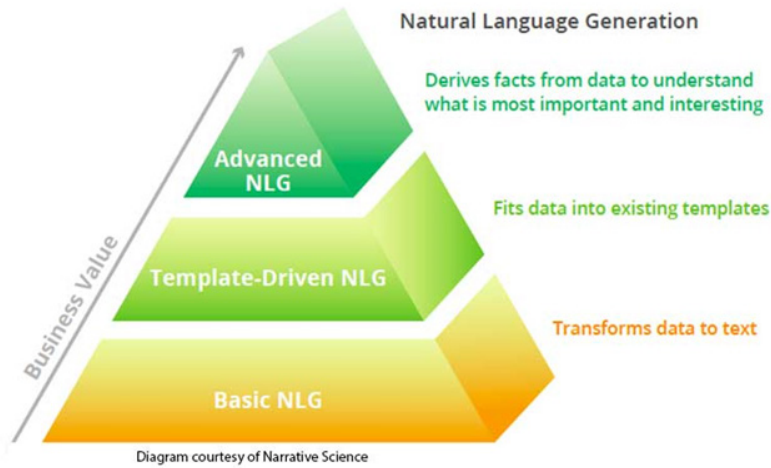 Natural Language Generation
Derives facts from data to understand
what is most important and interesting
Advanced
NLG
Fits data into existing templates
Template-Driven NLG
Business Value
Transforms data to text
Basic NLG
Diagram courtesy of Narrative Science